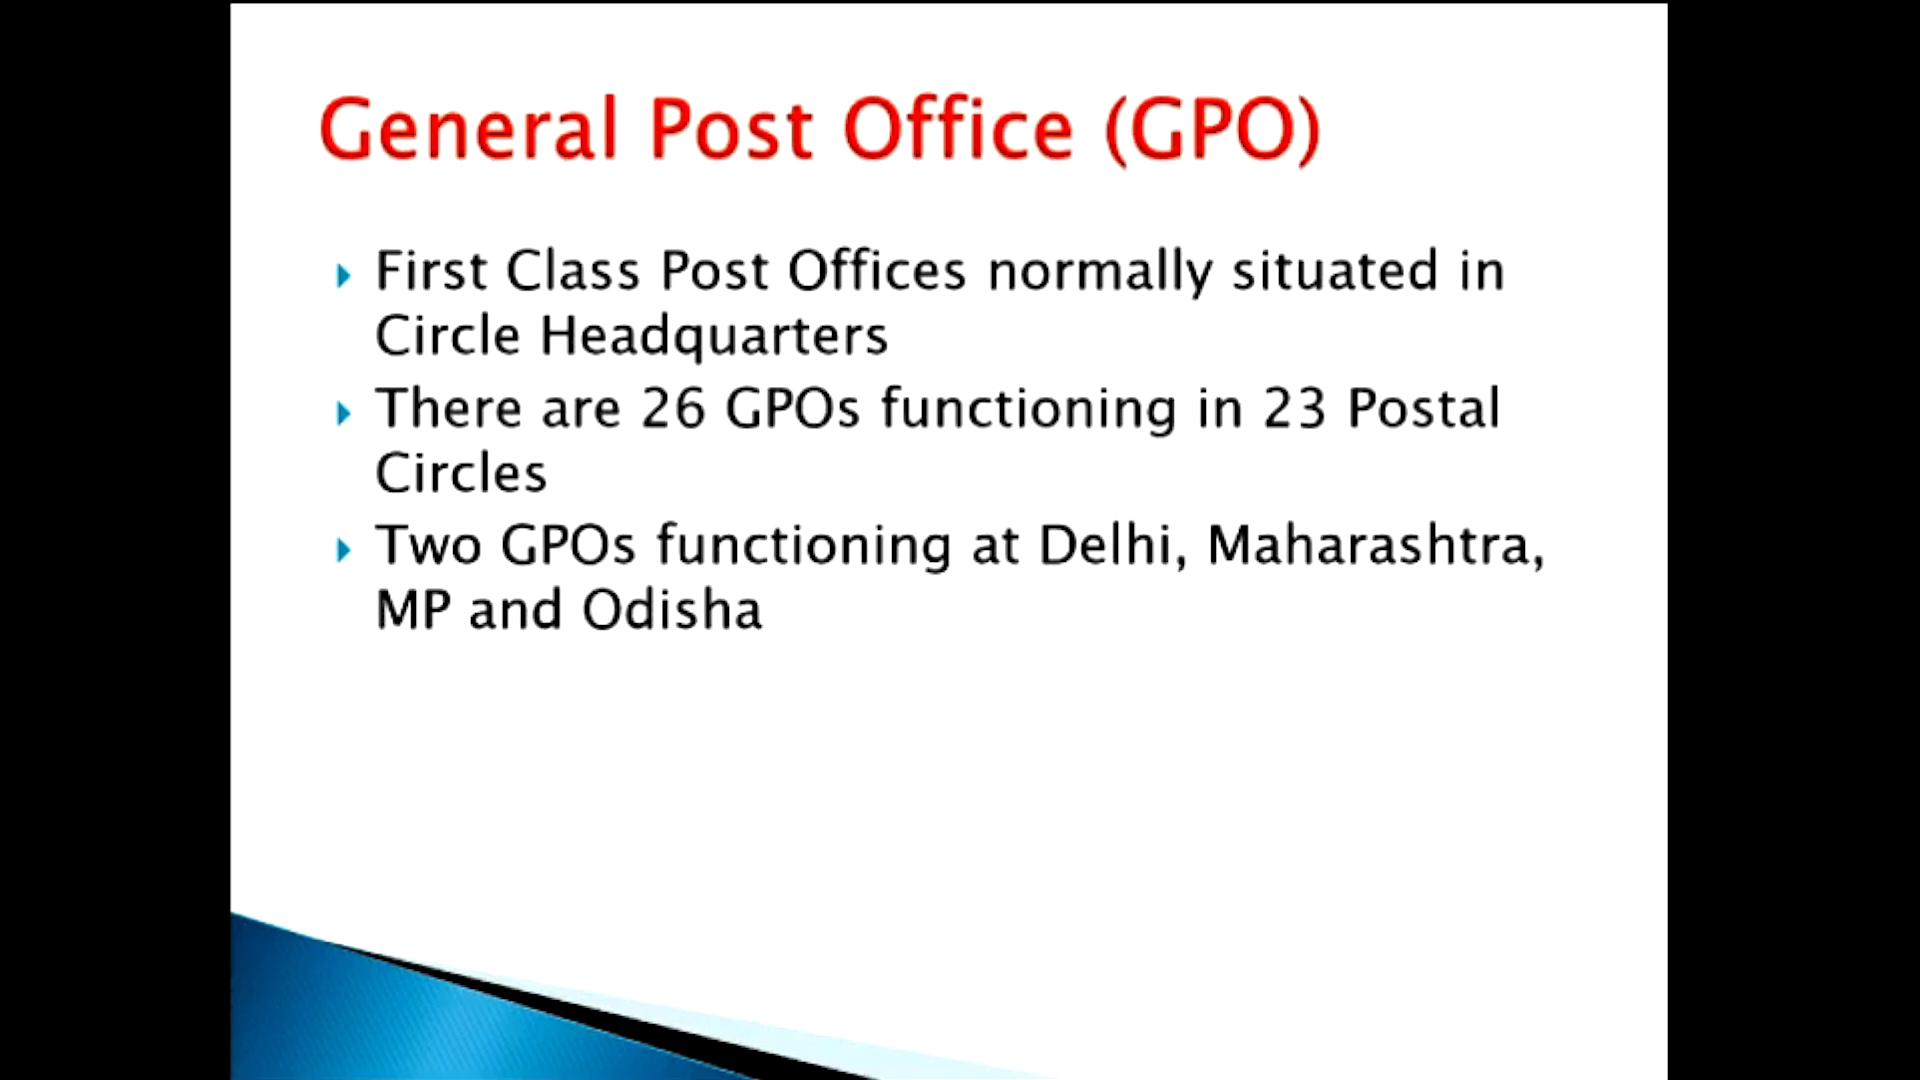 General Post Office (GPO)
First Class Post Offices normally situated in
Circle Headquarters
There are 26 GPOs functioning in 23 Postal
Circles
Two GPOs functioning at Delhi, Maharashtra,
MP and Odisha